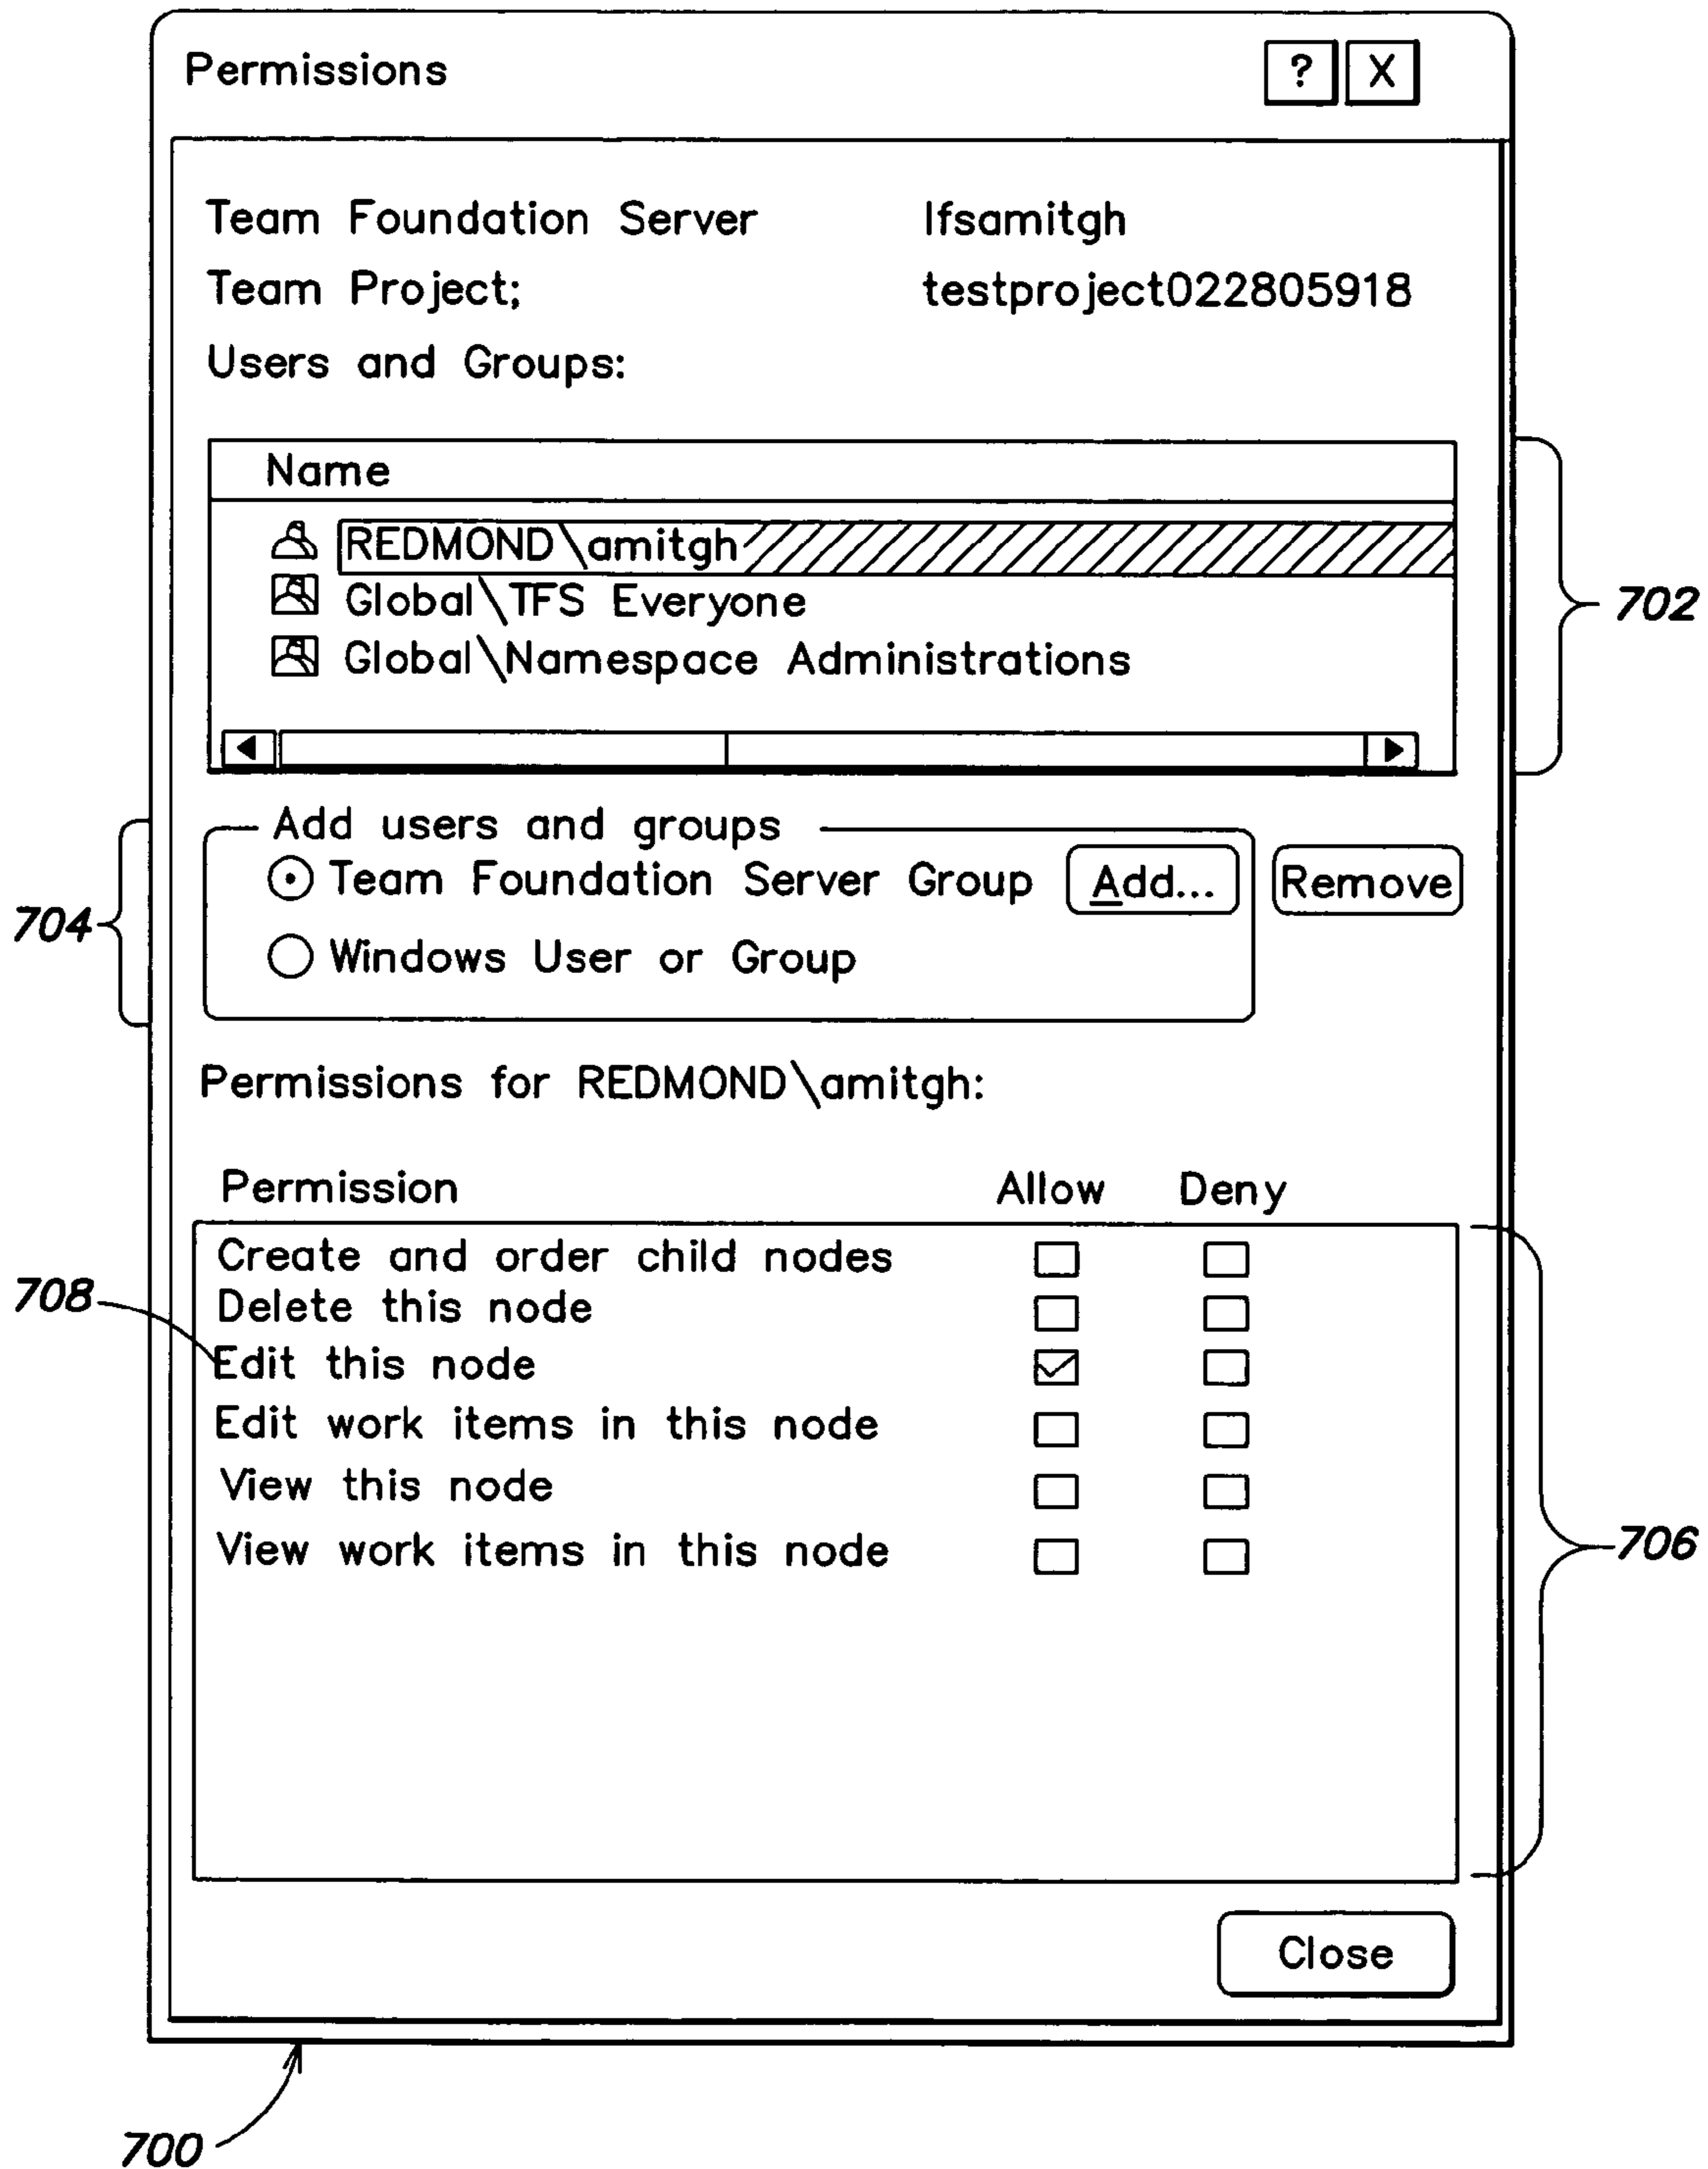 Permissions ? X
Team Foundation Server lfsamitgh
Team Project; testproject022805918
Users and Groups:
Name
REDMOND\amitgh
Global\TFS Everyone
702
Global\Namespace Administrations
Add users and groups
Team Foundation Server Group Add... Remove
704
Windows User or Group
Permissions for REDMOND\amitgh:
Permission Allow Deny
Create and order child nodes
708
Delete this node
Edit this node
Edit work items in this node
View this node
View work items in this node
706
Close
700